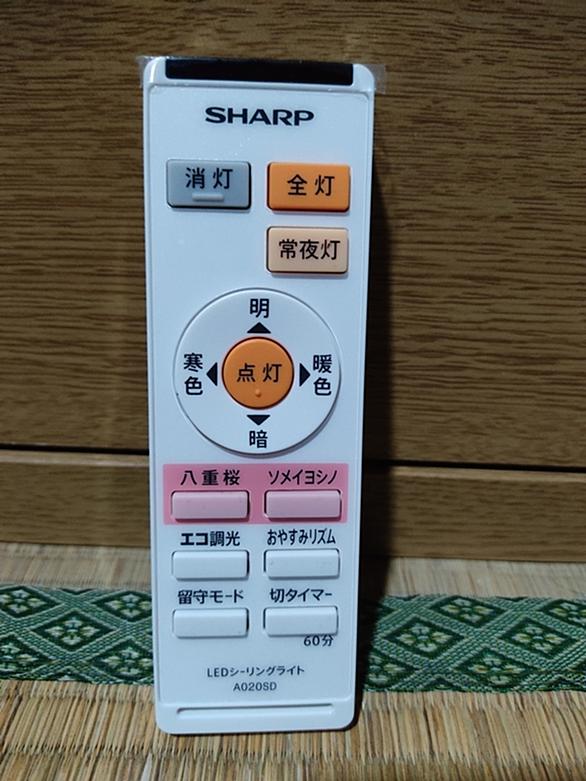 SHARP
消灯 全灯
常夜灯
明
寒色 点灯 暖色
暗
八重桜 ソメイヨシノ
エコ調光 おやすみリズム
留守モード 切タイマー
60分
LEDシーリングライト
A020SD